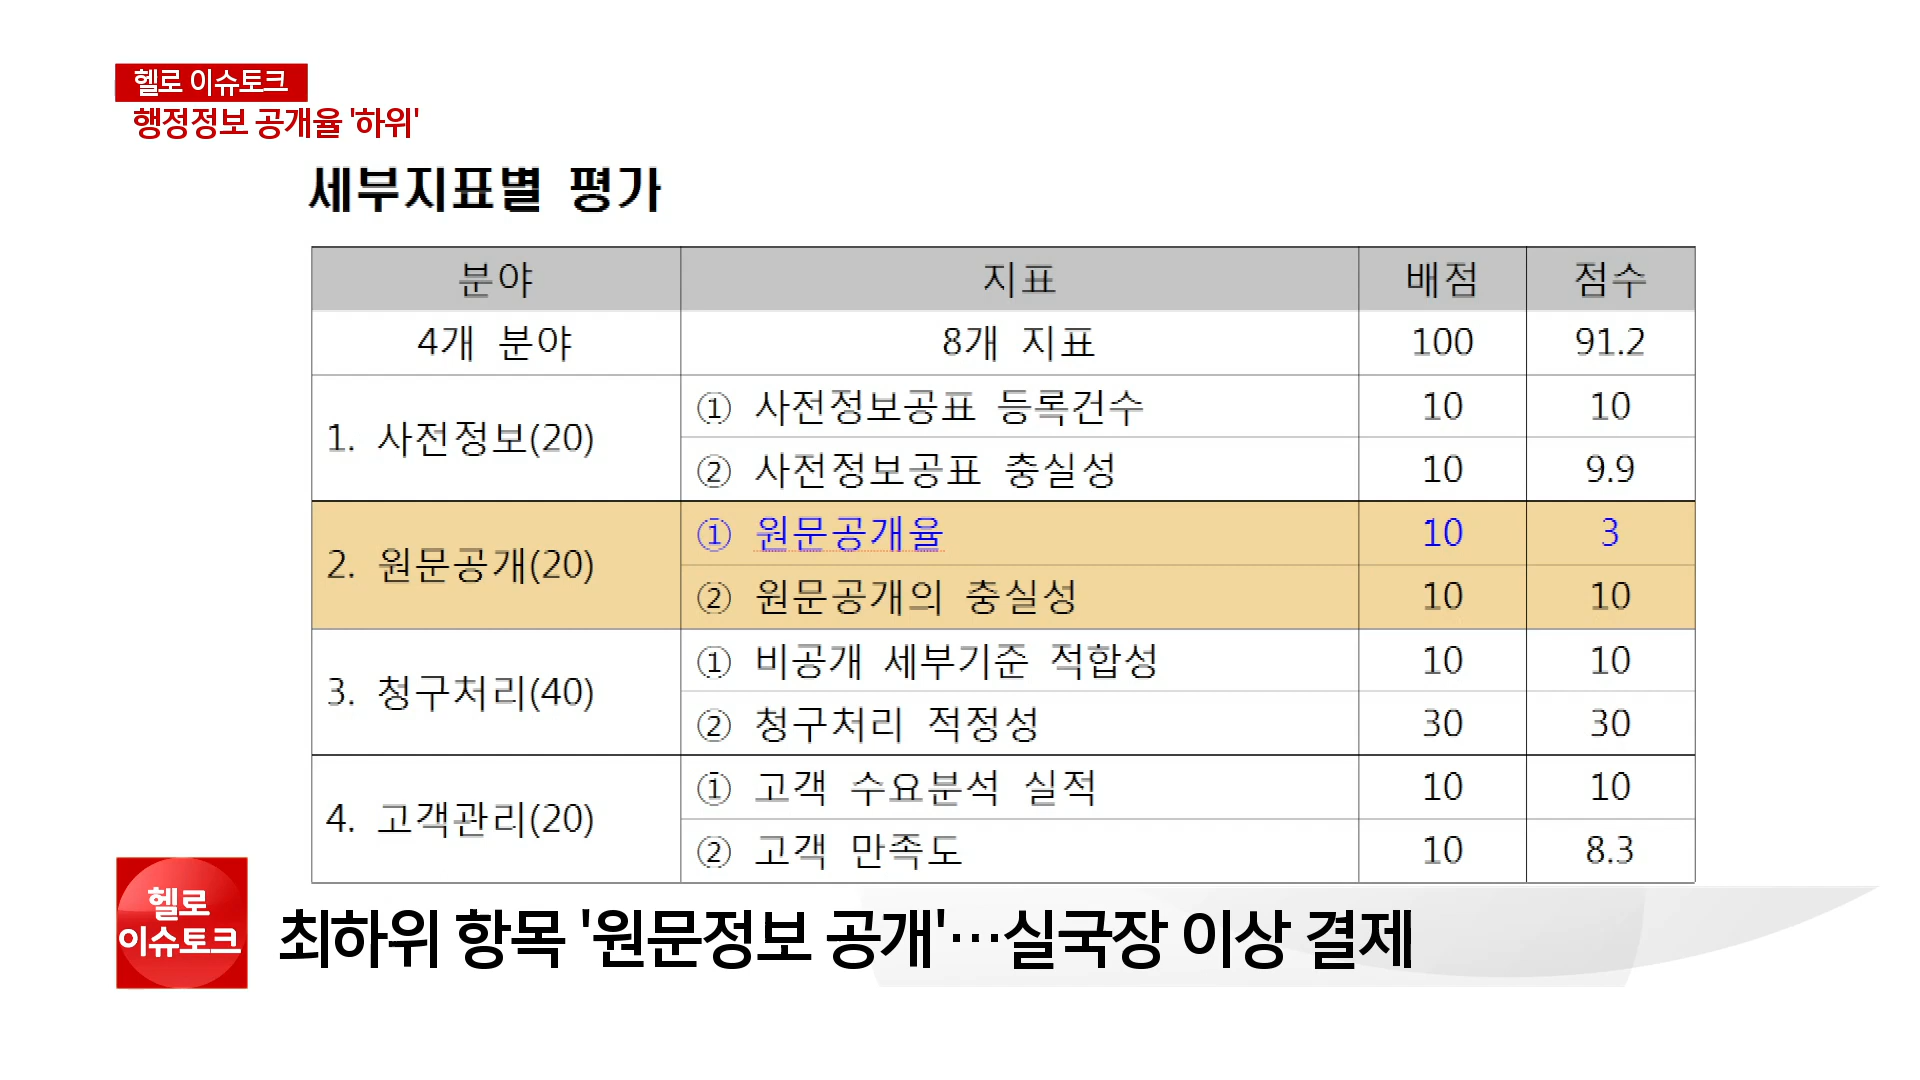 헬로 이슈토크
행정정보 공개율 '하위'
세부지표별 평가
분야 지표 배점 점수
4개 분야 8개 지표 100 91.2
1. 사전정보(20)
① 사전정보공표 등록건수 10 10
② 사전정보공표 충실성 10 9.9
2. 원문공개(20)
① 원문공개율 10 3
② 원문공개의 충실성 10 10
3. 청구처리(40)
① 비공개 세부기준 적합성 10 10
② 청구처리 적정성 30 30
4. 고객관리(20)
① 고객 수요분석 실적 10 10
② 고객 만족도 10 8.3
헬로
이슈토크
최하위 항목 '원문정보 공개'…실국장 이상 결제